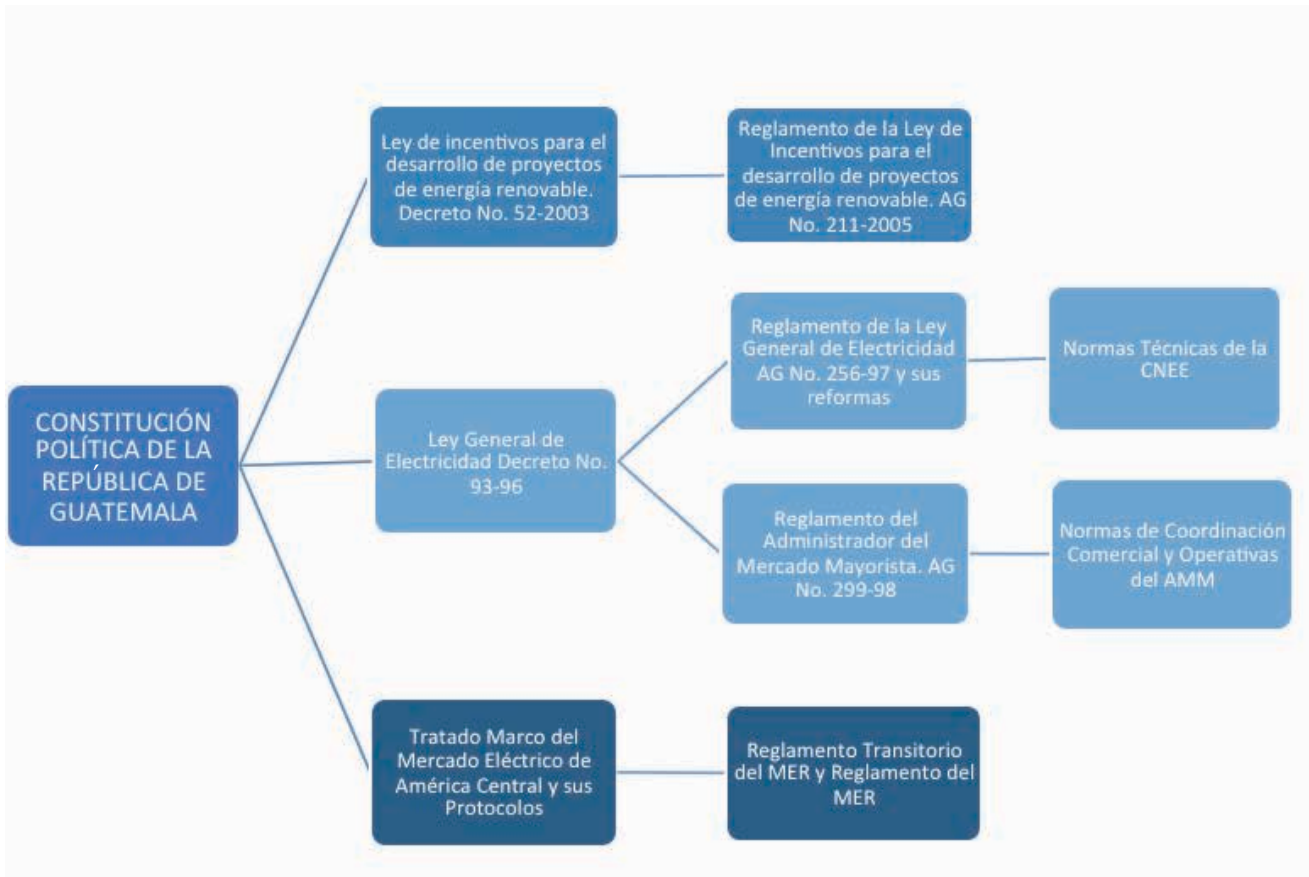 CONSTITUCIÓN
POLÍTICA DE LA
REPÚBLICA DE
GUATEMALA
Ley de incentivos para el
desarrollo de proyectos
de energía renovable.
Decreto No. 52-2003
Reglamento de la Ley de
Incentivos para el
desarrollo de proyectos
de energía renovable. AG
No. 211-2005
Ley General de
Electricidad Decreto No.
93-96
Reglamento de la Ley
General de Electricidad
AG No. 256-97 y sus
reformas
Normas Técnicas de la
CNEE
Reglamento del
Administrador del
Mercado Mayorista. AG
No. 299-98
Normas de Coordinación
Comercial y Operativas
del AMM
Tratado Marco del
Mercado Eléctrico de
América Central y sus
Protocolos
Reglamento Transitorio
del MER y Reglamento del
MER